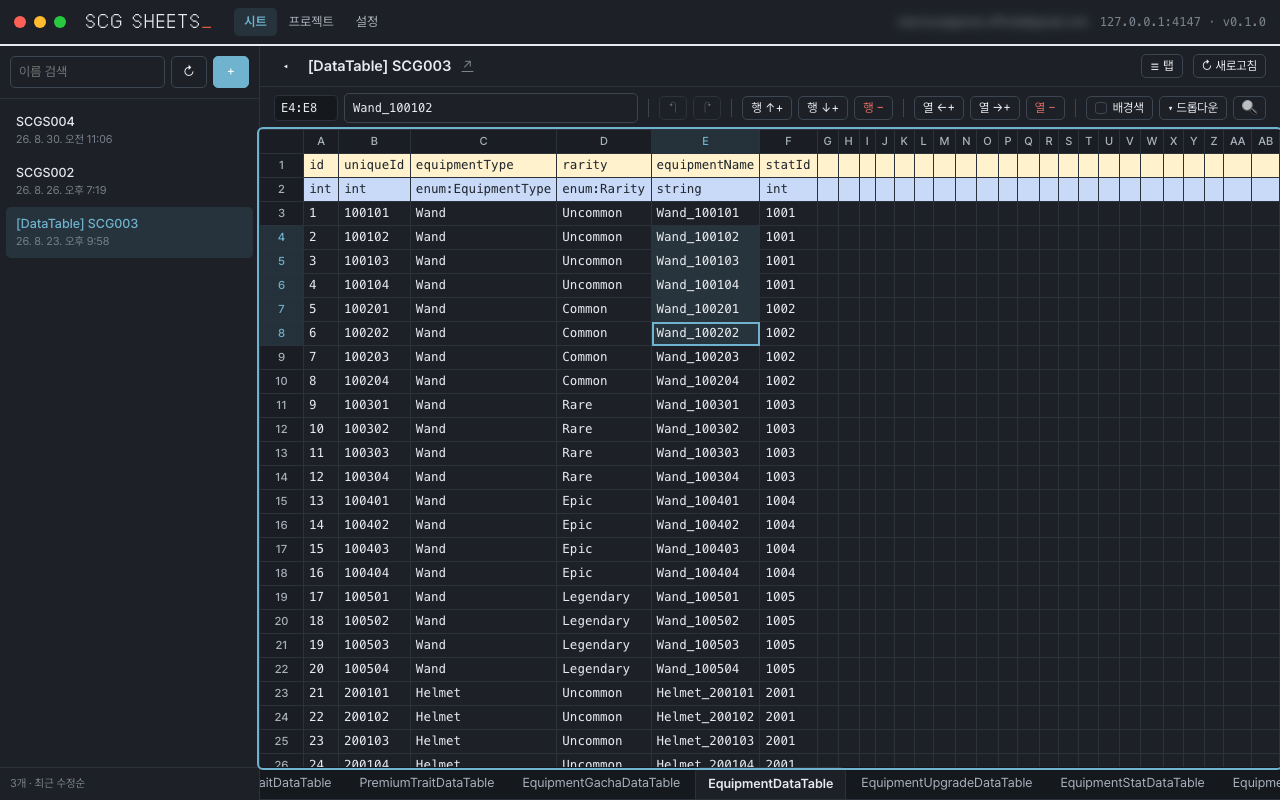 SCG SHEETS_ 시트 프로젝트 설정 127.0.0.1:4147 · v0.1.0
이름 검색 ↻ +
SCGS004
26. 8. 30. 오전 11:06
SCGS002
26. 8. 26. 오후 7:19
[DataTable] SCG003
26. 8. 23. 오후 9:58
3개 · 최근 수정순
◂ [DataTable] SCG003 ↗ ≡ 탭 ↻ 새로고침
E4:E8 Wand_100102 행 ↑+ 행 ↓+ 행 − 열 ←+ 열 →+ 열 − 배경색 ▾ 드롭다운
A B C D E F G H I J K L M N O P Q R S T U V W X Y Z AA AB
1 id uniqueId equipmentType rarity equipmentName statId
2 int int enum:EquipmentType enum:Rarity string int
3 1 100101 Wand Uncommon Wand_100101 1001
4 2 100102 Wand Uncommon Wand_100102 1001
5 3 100103 Wand Uncommon Wand_100103 1001
6 4 100104 Wand Uncommon Wand_100104 1001
7 5 100201 Wand Common Wand_100201 1002
8 6 100202 Wand Common Wand_100202 1002
9 7 100203 Wand Common Wand_100203 1002
10 8 100204 Wand Common Wand_100204 1002
11 9 100301 Wand Rare Wand_100301 1003
12 10 100302 Wand Rare Wand_100302 1003
13 11 100303 Wand Rare Wand_100303 1003
14 12 100304 Wand Rare Wand_100304 1003
15 13 100401 Wand Epic Wand_100401 1004
16 14 100402 Wand Epic Wand_100402 1004
17 15 100403 Wand Epic Wand_100403 1004
18 16 100404 Wand Epic Wand_100404 1004
19 17 100501 Wand Legendary Wand_100501 1005
20 18 100502 Wand Legendary Wand_100502 1005
21 19 100503 Wand Legendary Wand_100503 1005
22 20 100504 Wand Legendary Wand_100504 1005
23 21 200101 Helmet Uncommon Helmet_200101 2001
24 22 200102 Helmet Uncommon Helmet_200102 2001
25 23 200103 Helmet Uncommon Helmet_200103 2001
26 24 200104 Helmet Uncommon Helmet_200104 2001
aitDataTable PremiumTraitDataTable EquipmentGachaDataTable EquipmentDataTable EquipmentUpgradeDataTable EquipmentStatDataTable Equipm